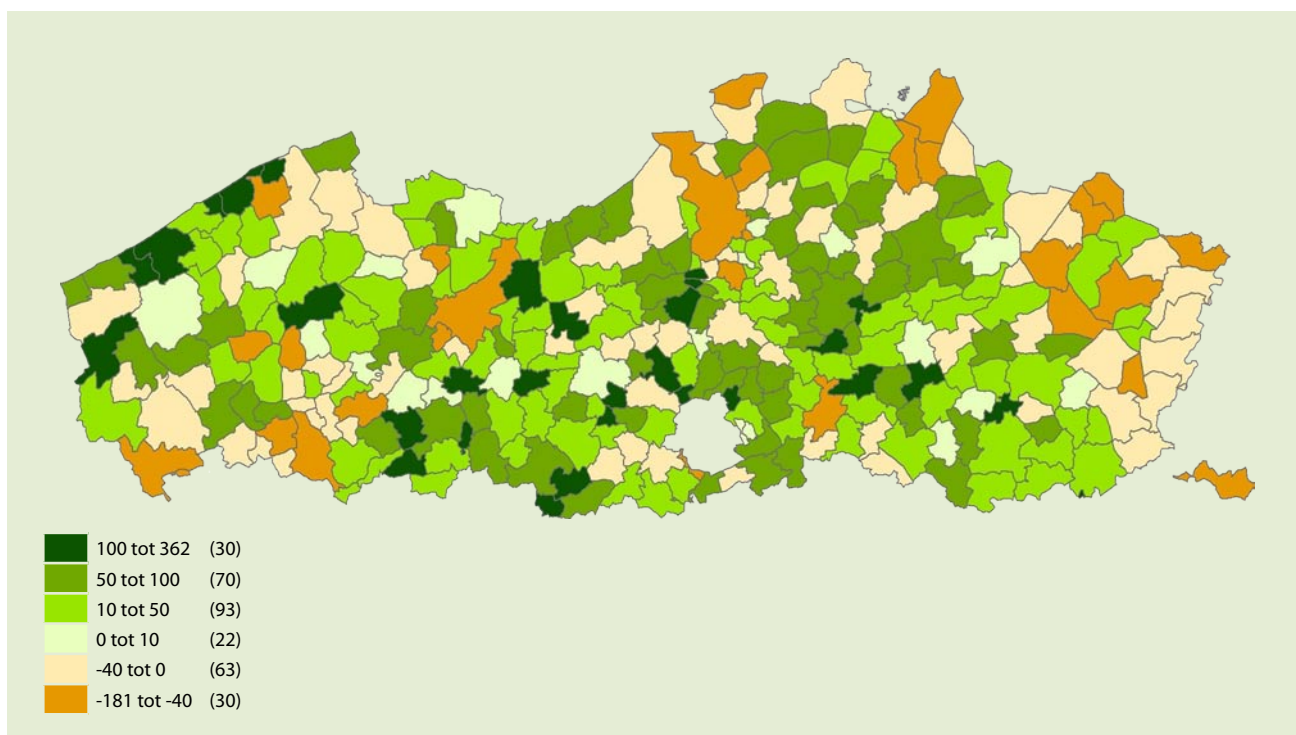 100 tot 362 (30)
50 tot 100 (70)
10 tot 50 (93)
0 tot 10 (22)
-40 tot 0 (63)
-181 tot -40 (30)